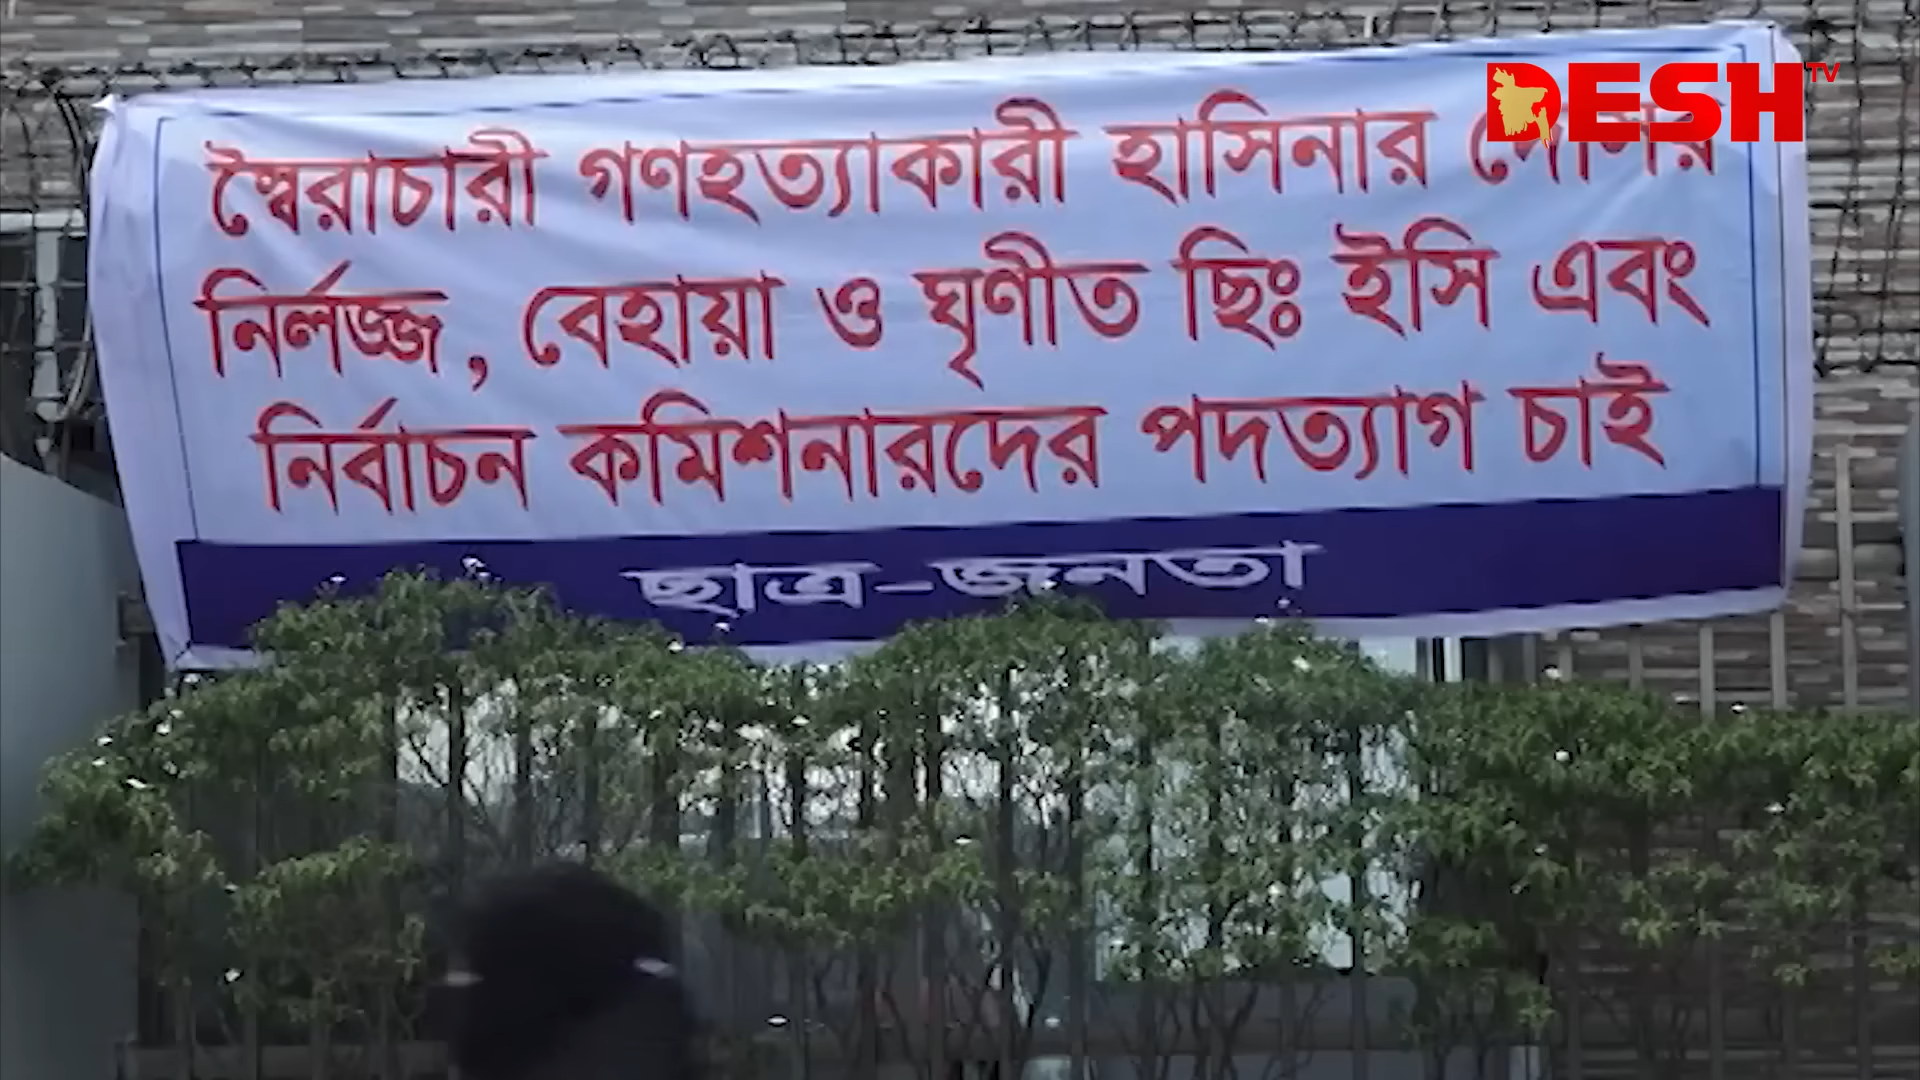 DESH TV
স্বৈরাচারী গণহত্যাকারী হাসিনার
নির্লজ্জ, বেহায়া ও ঘৃণীত ছিঃ ইসি এবং
নির্বাচন কমিশনারদের পদত্যাগ চাই
ছাত্র-জনতা